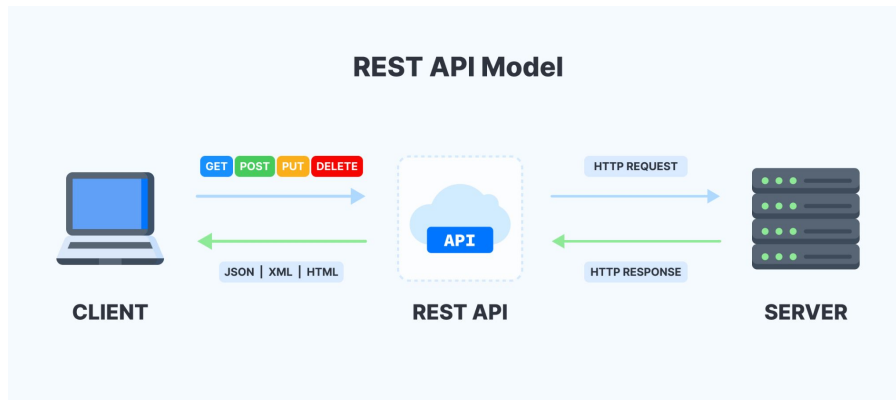 REST API Model
GET POST PUT DELETE
HTTP REQUEST
API
JSON | XML | HTML
HTTP RESPONSE
CLIENT
REST API
SERVER